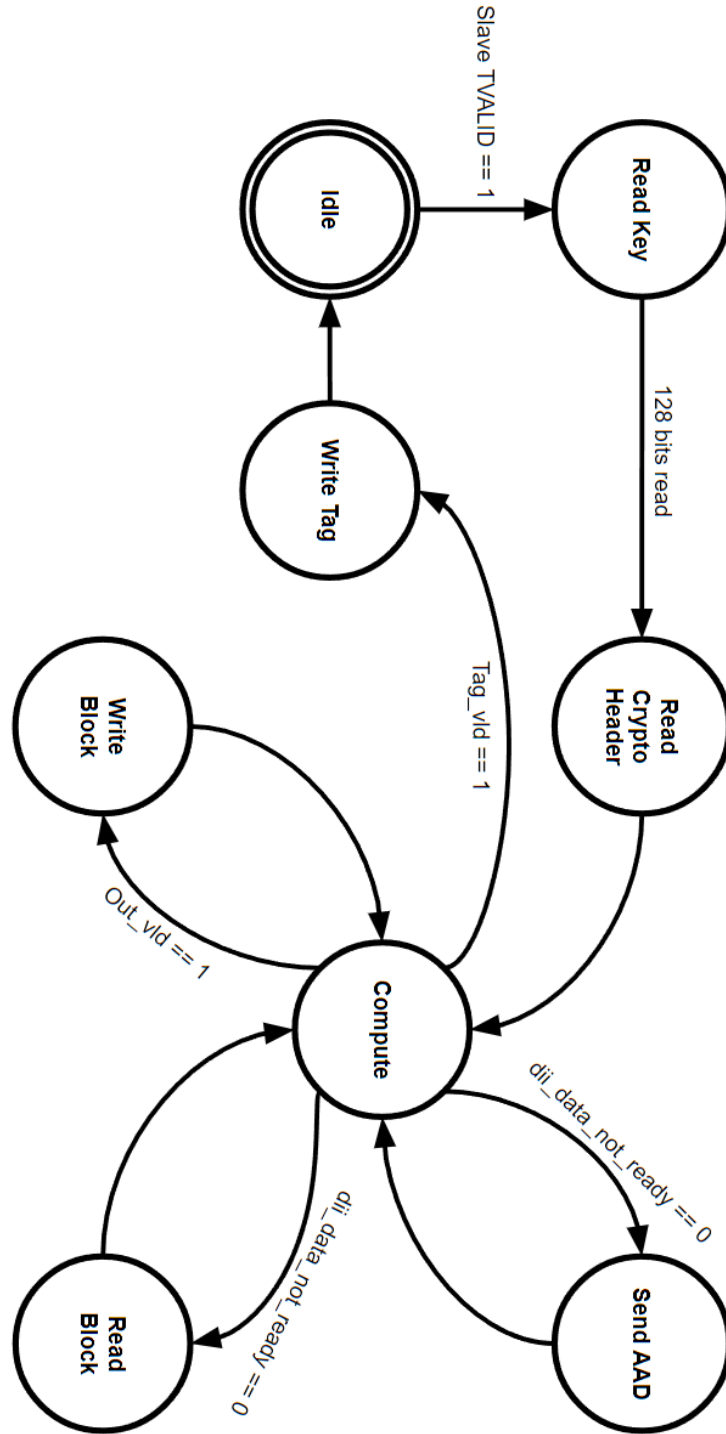 Read Key
128 bits read
Read
Crypto
Header
Slave TVALID == 1
Idle
Write Tag
Tag_vld == 1
dii_data_not_ready == 0
Send AAD
Compute
Write
Block
Out_vld == 1
dii_data_not_ready == 0
Read
Block